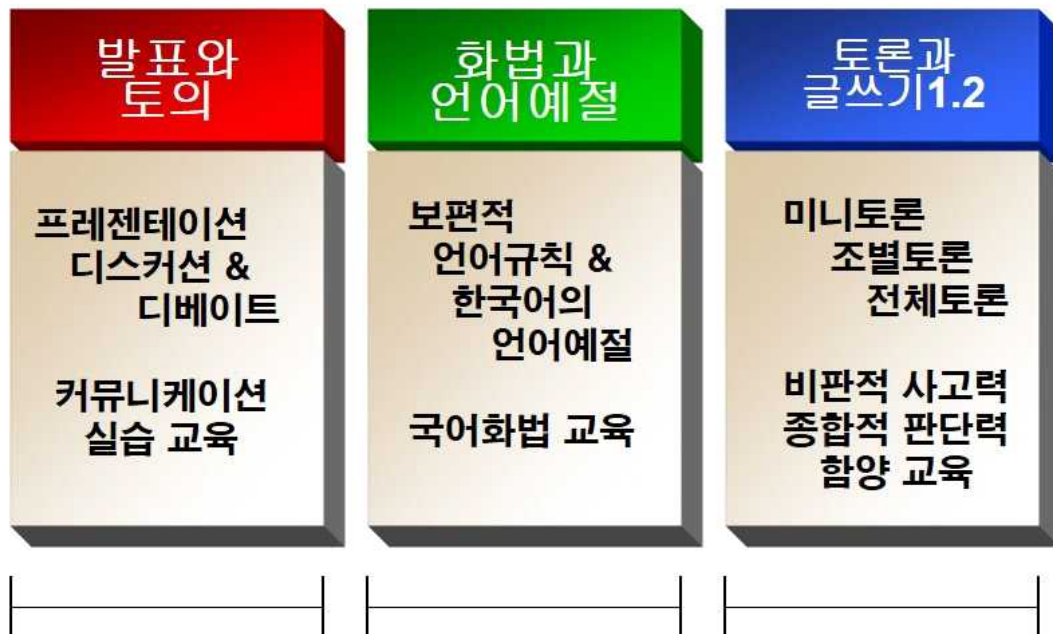 발표와
토의
프레젠테이션
디스커션 &
디베이트
커뮤니케이션
실습 교육
화법과
언어예절
보편적
언어규칙 &
한국어의
언어예절
국어화법 교육
토론과
글쓰기1.2
미니토론
조별토론
전체토론
비판적 사고력
종합적 판단력
함양 교육